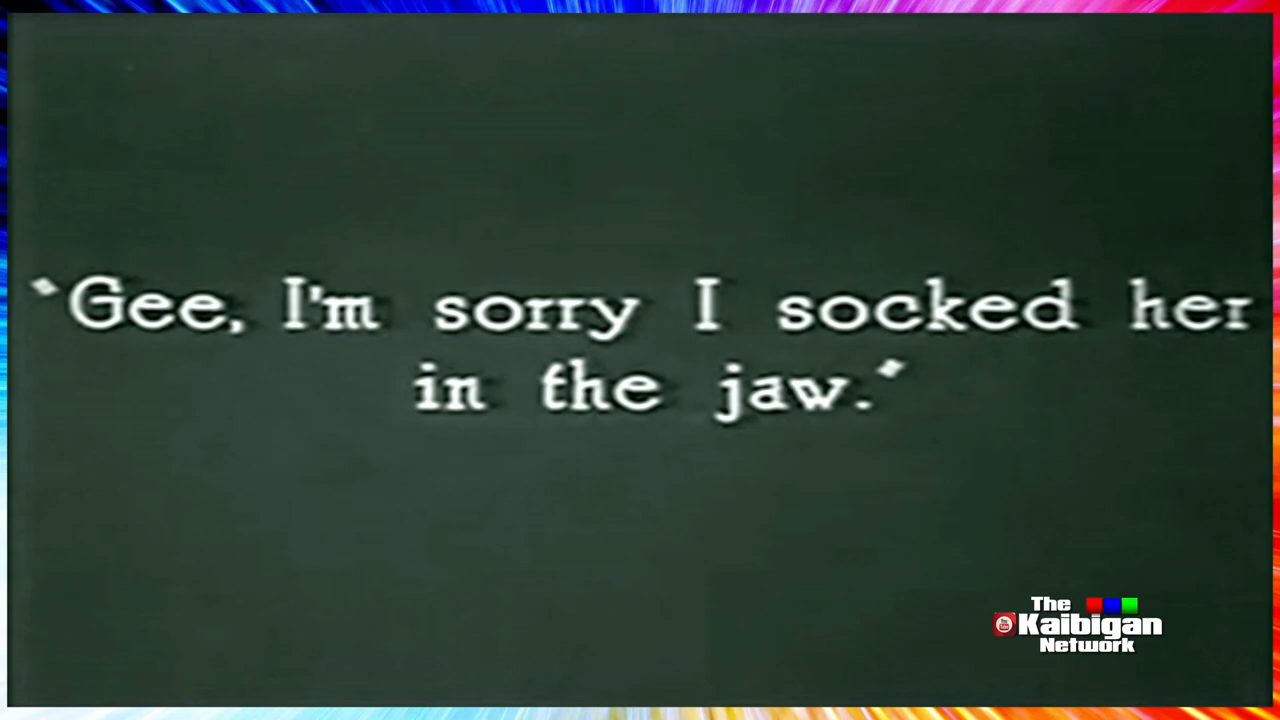 "Gee, I'm sorry I socked her
in the jaw."
The
Kaibigan
Network